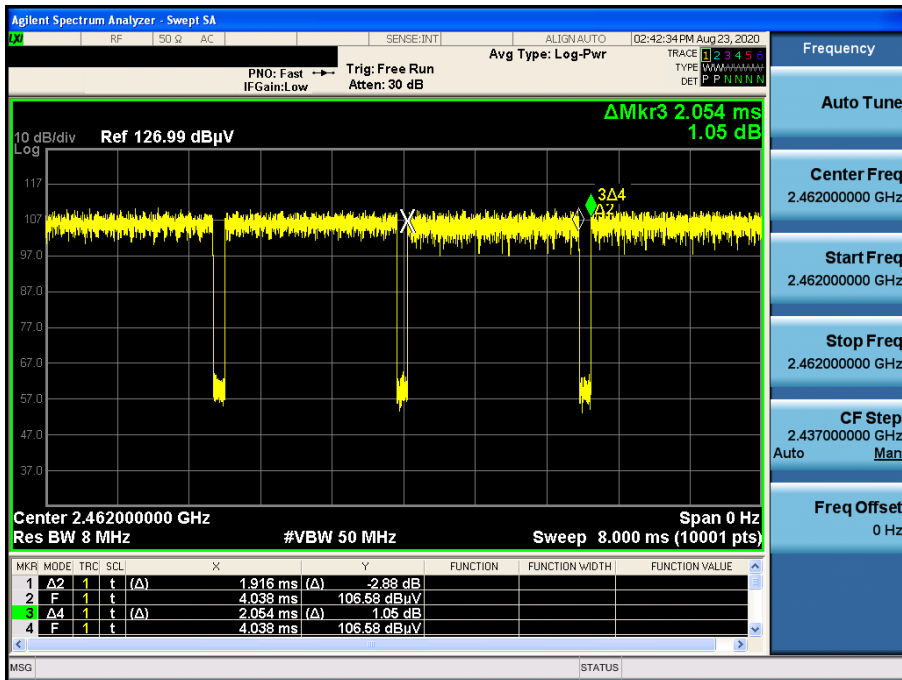 Agilent Spectrum Analyzer - Swept SA
LXI RF 50 Ω AC SENSE:INT ALIGNAUTO 02:42:34 PM Aug 23, 2020
Avg Type: Log-Pwr TRACE 1 2 3 4 5 6
PNO: Fast Trig: Free Run TYPE
IFGain:Low Atten: 30 dB DET P P N N N N
ΔMkr3 2.054 ms
1.05 dB
10 dB/div Ref 126.99 dBµV
Log
117
107
97.0
87.0
77.0
67.0
57.0
47.0
37.0
3Δ4
Center 2.462000000 GHz Span 0 Hz
Res BW 8 MHz #VBW 50 MHz Sweep 8.000 ms (10001 pts)
MKR MODE TRC SCL X Y FUNCTION FUNCTION WIDTH FUNCTION VALUE
1 Δ2 1 t (Δ) 1.916 ms (Δ) -2.88 dB
2 F 1 t 4.038 ms 106.58 dBµV
3 Δ4 1 t (Δ) 2.054 ms (Δ) 1.05 dB
4 F 1 t 4.038 ms 106.58 dBµV
MSG STATUS
Frequency
Auto Tune
Center Freq
2.462000000 GHz
Start Freq
2.462000000 GHz
Stop Freq
2.462000000 GHz
CF Step
2.437000000 GHz
Auto Man
Freq Offset
0 Hz